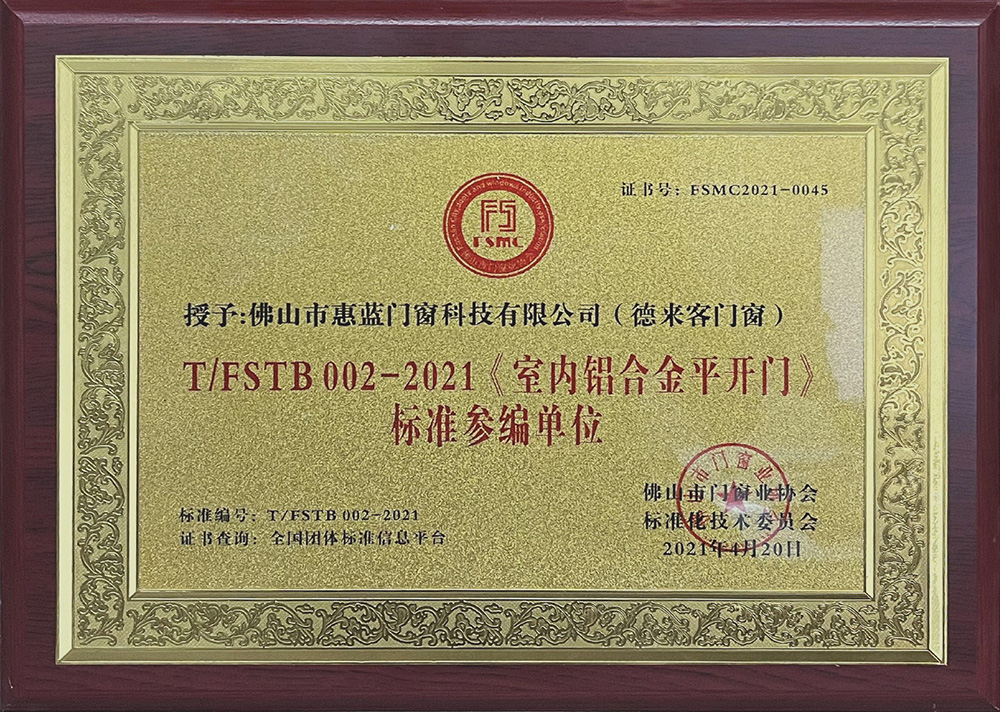 证书号：FSMC2021-0045
FSMC
授予:佛山市惠蓝门窗科技有限公司（德来客门窗）
T/FSTB 002-2021《室内铝合金平开门》
标准参编单位
佛山市门窗业协会
标准化技术委员会
2021年4月20日
标准编号：T/FSTB 002-2021
证书查询：全国团体标准信息平台